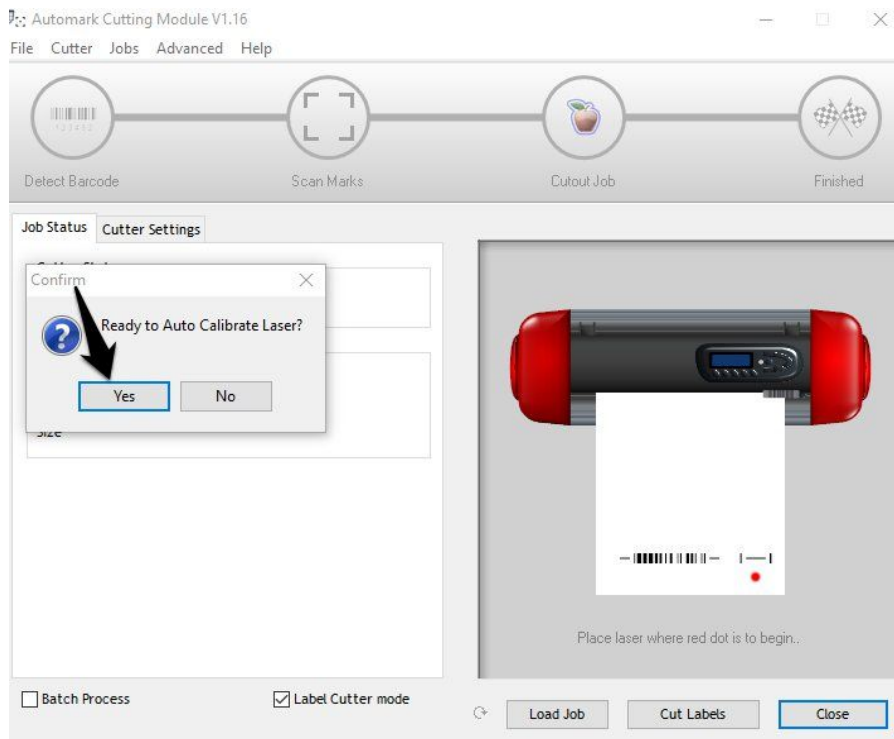 Automark Cutting Module V1.16
File Cutter Jobs Advanced Help
Detect Barcode Scan Marks Cutout Job Finished
Job Status Cutter Settings
Confirm
Ready to Auto Calibrate Laser?
Yes No
Size
Place laser where red dot is to begin..
Batch Process Label Cutter mode
Load Job Cut Labels Close